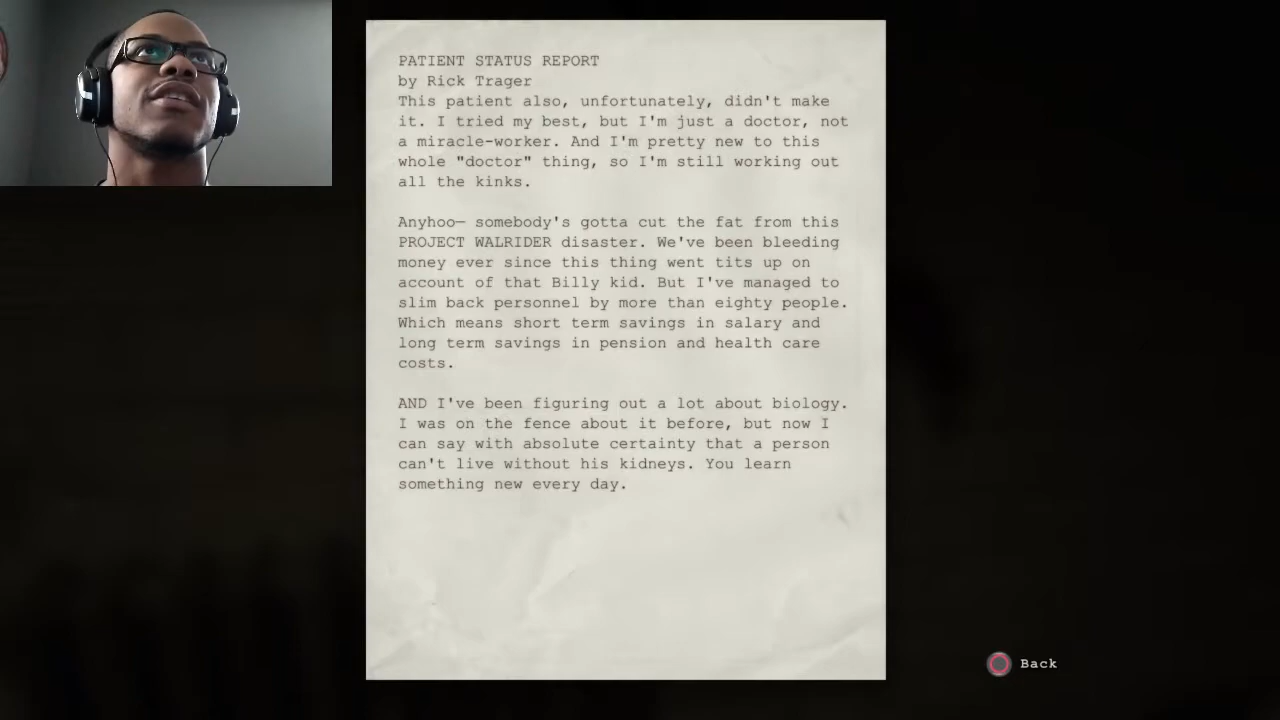 PATIENT STATUS REPORT
by Rick Trager
This patient also, unfortunately, didn't make
it. I tried my best, but I'm just a doctor, not
a miracle-worker. And I'm pretty new to this
whole "doctor" thing, so I'm still working out
all the kinks.
Anyhoo— somebody's gotta cut the fat from this
PROJECT WALRIDER disaster. We've been bleeding
money ever since this thing went tits up on
account of that Billy kid. But I've managed to
slim back personnel by more than eighty people.
Which means short term savings in salary and
long term savings in pension and health care
costs.
AND I've been figuring out a lot about biology.
I was on the fence about it before, but now I
can say with absolute certainty that a person
can't live without his kidneys. You learn
something new every day.
Back